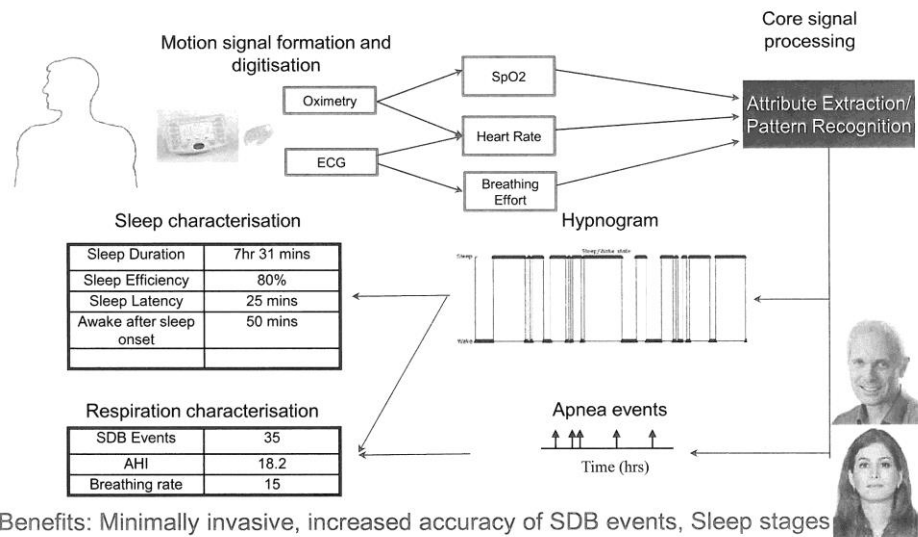 Core signal
processing
Motion signal formation and
digitisation
Oximetry
ECG
SpO2
Heart Rate
Breathing
Effort
Attribute Extraction/
Pattern Recognition
Sleep characterisation
Sleep Duration 7hr 31 mins
Sleep Efficiency 80%
Sleep Latency 25 mins
Awake after sleep
onset 50 mins
Hypnogram
Sleep/Wake state
Sleep
Wake
Respiration characterisation
SDB Events 35
AHI 18.2
Breathing rate 15
Apnea events
Time (hrs)
Benefits: Minimally invasive, increased accuracy of SDB events, Sleep stages